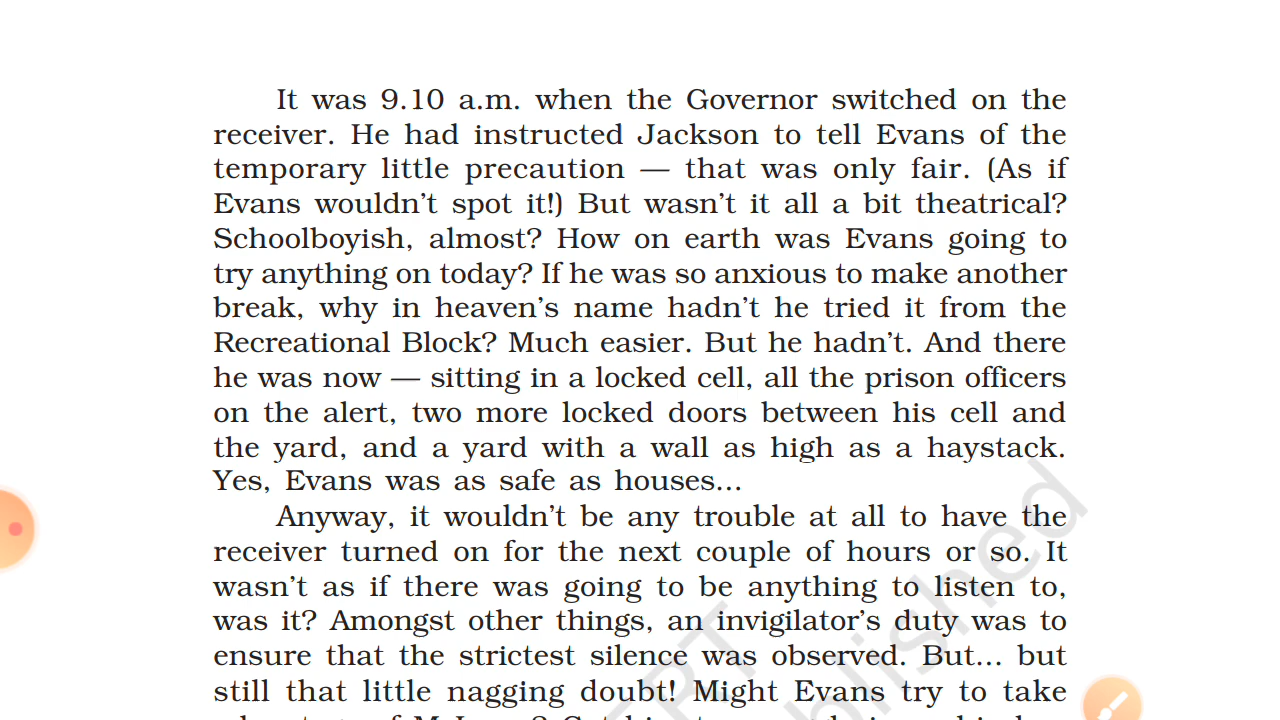 It was 9.10 a.m. when the Governor switched on the
receiver. He had instructed Jackson to tell Evans of the
temporary little precaution — that was only fair. (As if
Evans wouldn’t spot it!) But wasn’t it all a bit theatrical?
Schoolboyish, almost? How on earth was Evans going to
try anything on today? If he was so anxious to make another
break, why in heaven’s name hadn’t he tried it from the
Recreational Block? Much easier. But he hadn’t. And there
he was now — sitting in a locked cell, all the prison officers
on the alert, two more locked doors between his cell and
the yard, and a yard with a wall as high as a haystack.
Yes, Evans was as safe as houses...
Anyway, it wouldn’t be any trouble at all to have the
receiver turned on for the next couple of hours or so. It
wasn’t as if there was going to be anything to listen to,
was it? Amongst other things, an invigilator’s duty was to
ensure that the strictest silence was observed. But... but
still that little nagging doubt! Might Evans try to take